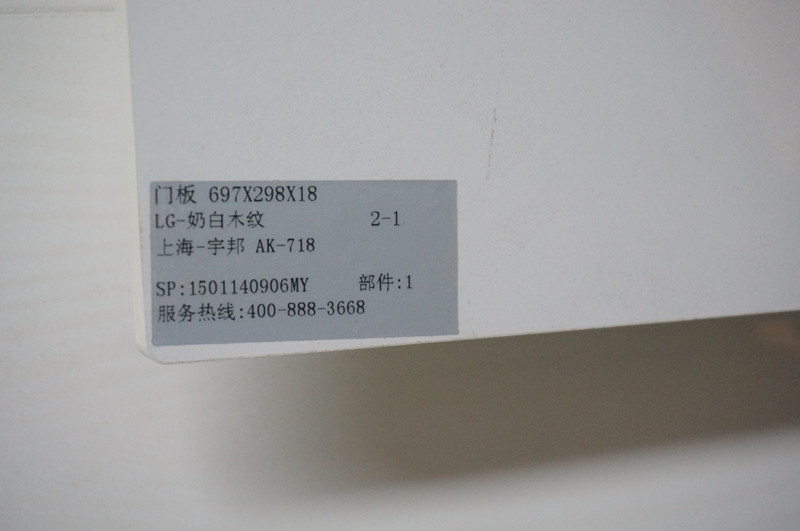 门板 697X298X18
LG-奶白木纹 2-1
上海-宇邦 AK-718
SP:1501140906MY 部件:1
服务热线:400-888-3668